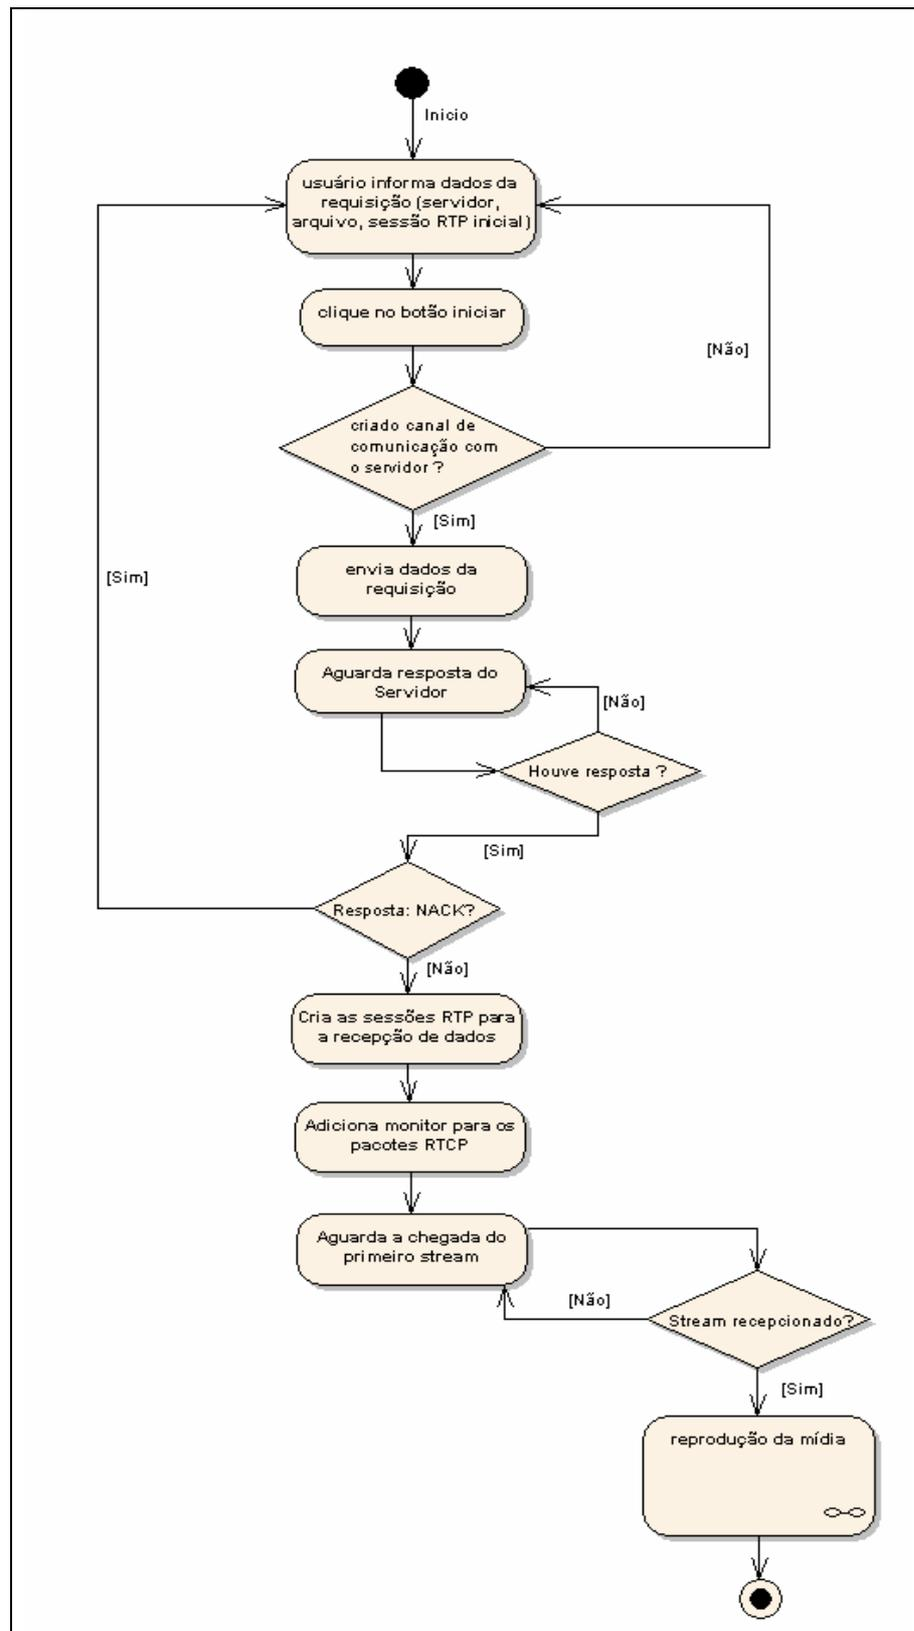 Inicio
usuário informa dados da
requisição (servidor,
arquivo, sessão RTP inicial)
clique no botão iniciar
[Não]
criado canal de
comunicação com
o servidor ?
[Sim]
envia dados da
requisição
[Sim]
Aguarda resposta do
Servidor
[Não]
Houve resposta ?
[Sim]
Resposta: NACK?
[Não]
Cria as sessões RTP para
a recepção de dados
Adiciona monitor para os
pacotes RTCP
Aguarda a chegada do
primeiro stream
[Não]
Stream recepcionado?
[Sim]
reprodução da mídia